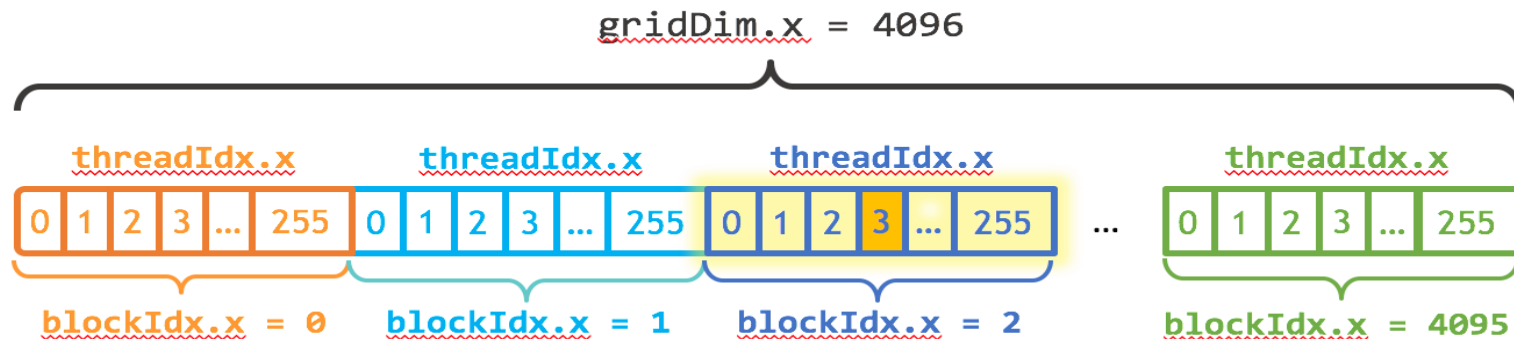 gridDim.x = 4096
threadIdx.x threadIdx.x threadIdx.x threadIdx.x
0 1 2 3 ... 255 0 1 2 3 ... 255 0 1 2 3 ... 255 ... 0 1 2 3 ... 255
blockIdx.x = 0 blockIdx.x = 1 blockIdx.x = 2 blockIdx.x = 4095